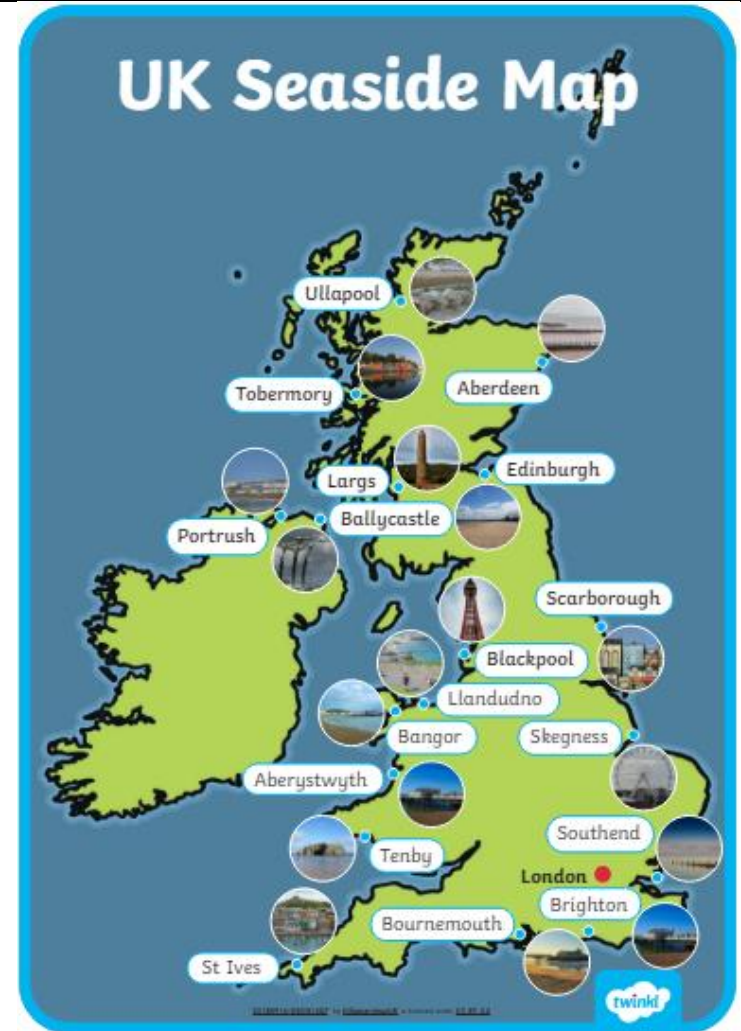 UK Seaside Map
Ullapool
Aberdeen
Tobermory
Edinburgh
Largs
Ballycastle
Portrush
Scarborough
Blackpool
Llandudno
Bangor
Skegness
Aberystwyth
Southend
Tenby
London
Brighton
Bournemouth
St Ives
twinkl